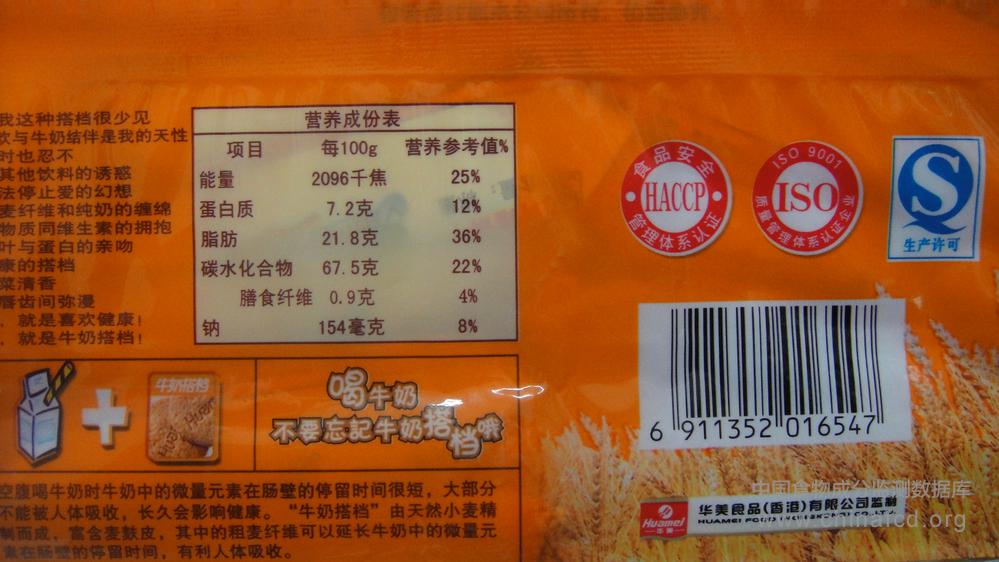 我这种搭档很少见
饮与牛奶结伴是我的天性
时也忍不
其他饮料的诱惑
法停止爱的幻想
麦纤维和纯奶的缠绵
物质同维生素的拥抱
叶与蛋白的亲吻
康的搭档
菜清香
唇齿间弥漫
，就是喜欢健康！
，就是牛奶搭档！
营养成份表
项目 每100g 营养参考值%
能量 2096千焦 25%
蛋白质 7.2克 12%
脂肪 21.8克 36%
碳水化合物 67.5克 22%
膳食纤维 0.9克 4%
钠 154毫克 8%
牛奶搭档
喝牛奶
不要忘记牛奶搭档哦
空腹喝牛奶时牛奶中的微量元素在肠壁的停留时间很短，大部分
不能被人体吸收，长久会影响健康。“牛奶搭档”由天然小麦精
制而成，富含麦麸皮，其中的粗麦纤维可以延长牛奶中的微量元
素在肠壁的停留时间，有利人体吸收。
食品安全
HACCP
管理体系认证
ISO 9001
ISO
质量管理体系认证企业
S
生产许可
6 911352 016547
中国食物成分监测数据库
Huamei
华美
华美食品(香港)有限公司监制
chinafcd.org